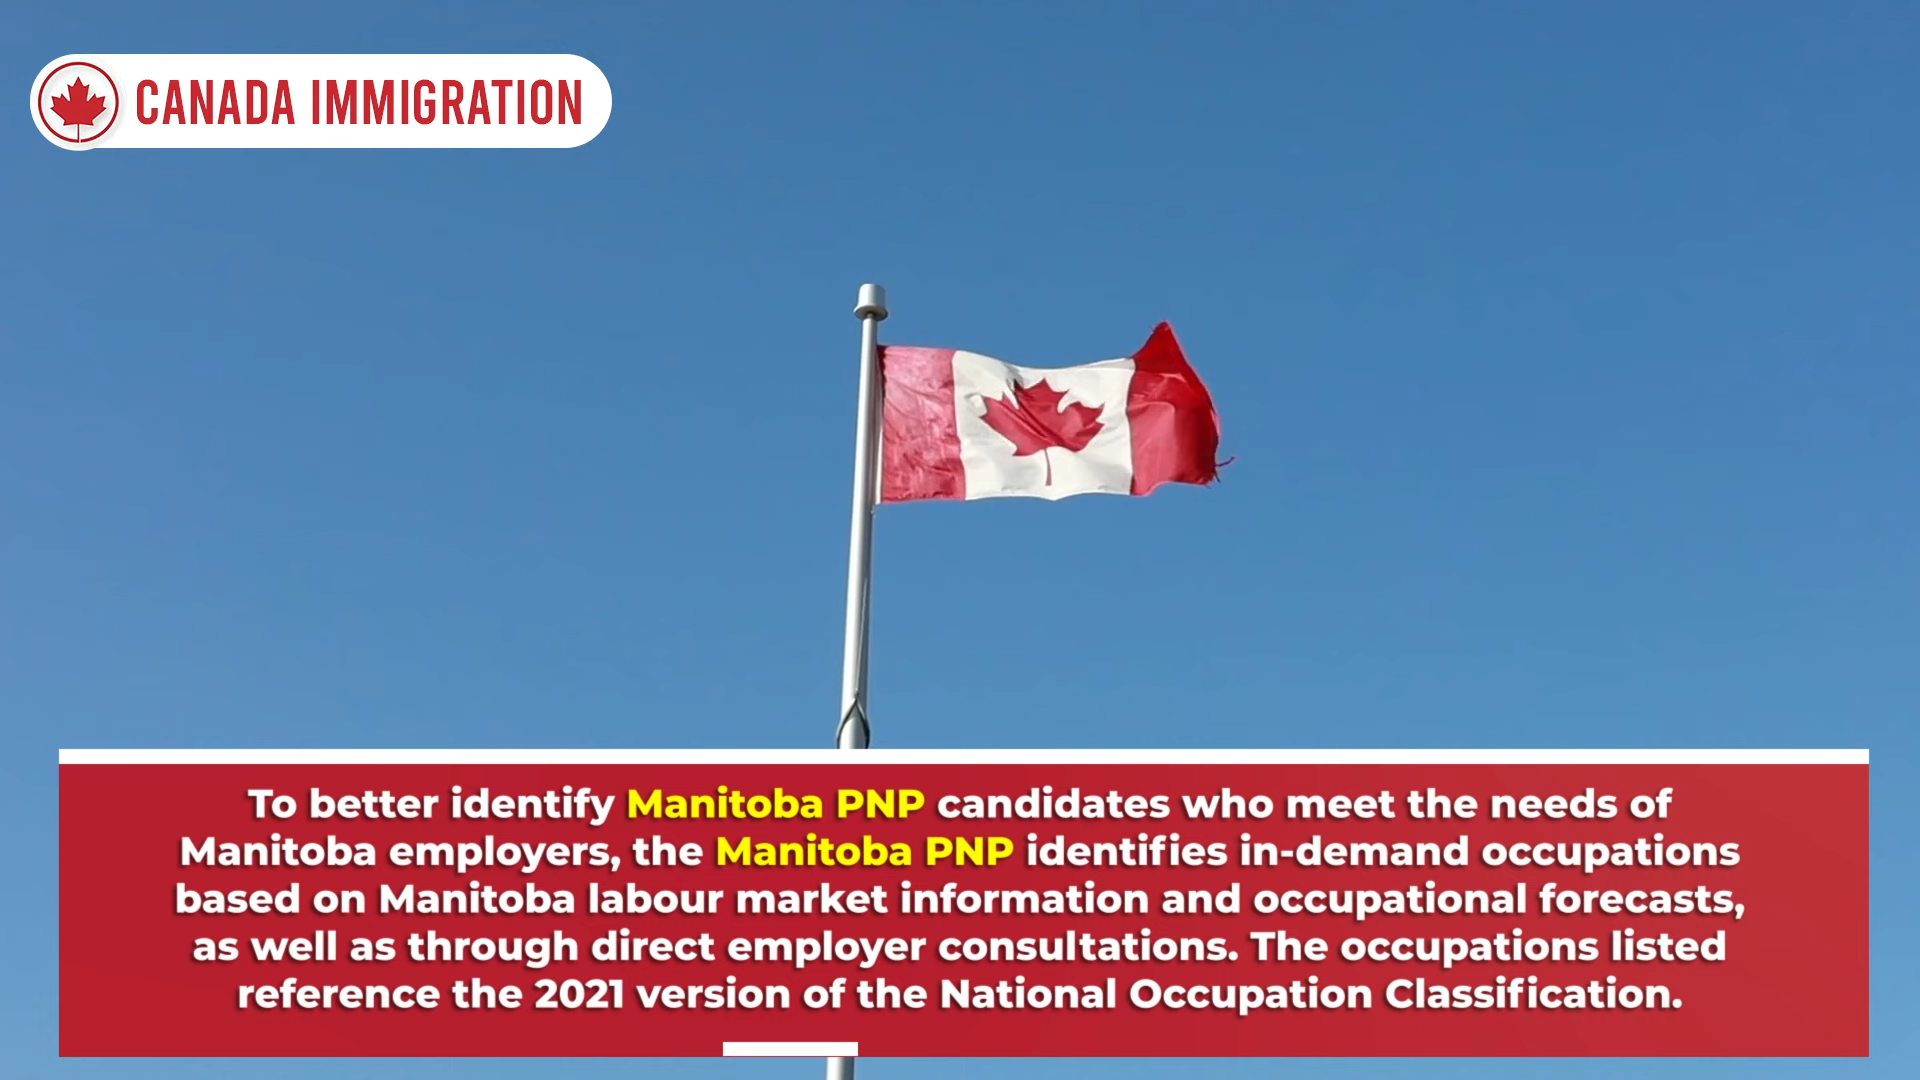 CANADA IMMIGRATION
To better identify Manitoba PNP candidates who meet the needs of
Manitoba employers, the Manitoba PNP identifies in-demand occupations
based on Manitoba labour market information and occupational forecasts,
as well as through direct employer consultations. The occupations listed
reference the 2021 version of the National Occupation Classification.